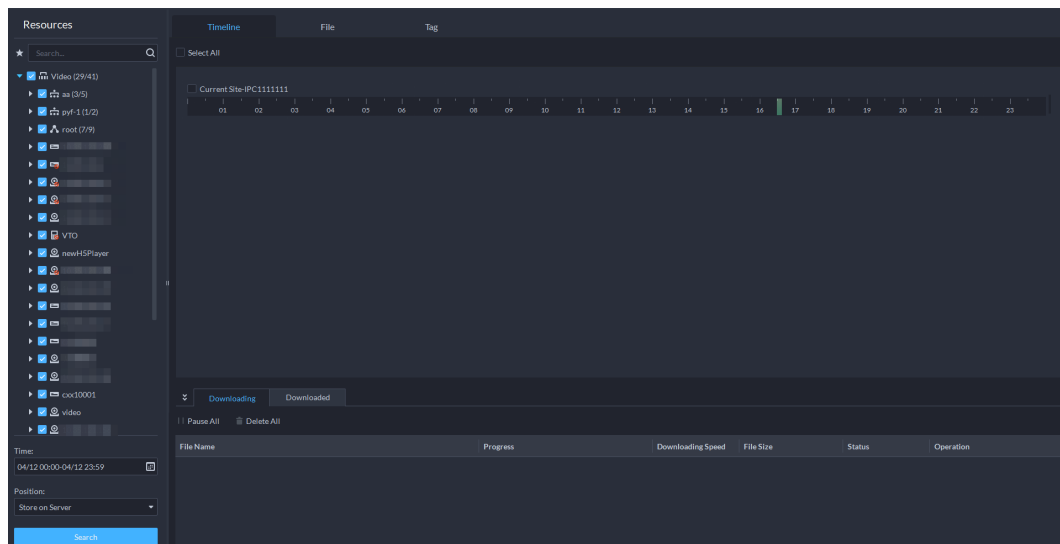 Resources
Timeline File Tag
Search...
Select All
Video (29/41)
aa (3/5)
pyf-1 (1/2)
root (7/9)
VTO
newH5Player
cxx10001
video
Time:
04/12 00:00-04/12 23:59
Position:
Store on Server
Search
Current Site-IPC1111111
01 02 03 04 05 06 07 08 09 10 11 12 13 14 15 16 17 18 19 20 21 22 23
Downloading Downloaded
Pause All Delete All
File Name Progress Downloading Speed File Size Status Operation